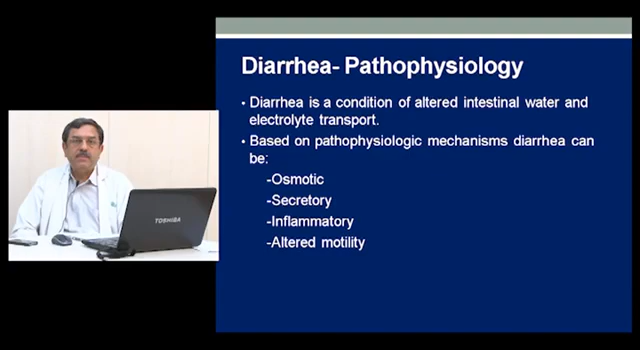 Diarrhea- Pathophysiology
• Diarrhea is a condition of altered intestinal water and
electrolyte transport.
• Based on pathophysiologic mechanisms diarrhea can
be:
-Osmotic
-Secretory
-Inflammatory
-Altered motility
TOSHIBA